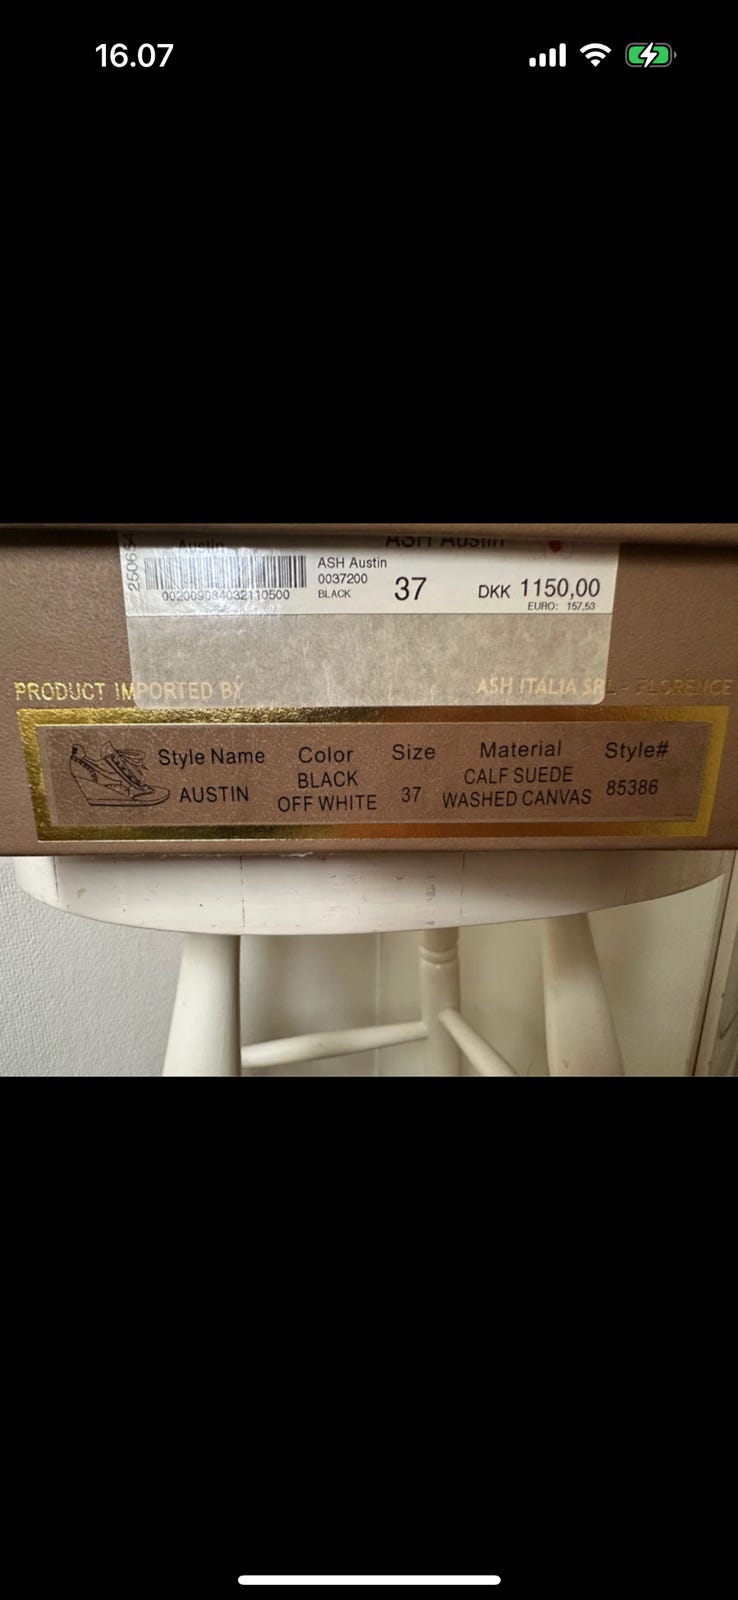 16.07
Austin
ASH Austin
ASH Austin
0037200
002009084032110500
BLACK
37
DKK 1150,00
EURO: 157,53
PRODUCT IMPORTED BY
ASH ITALIA SRL - FLORENCE
Style Name
Color
Size
Material
Style#
AUSTIN
BLACK
OFF WHITE
37
CALF SUEDE
WASHED CANVAS
85386